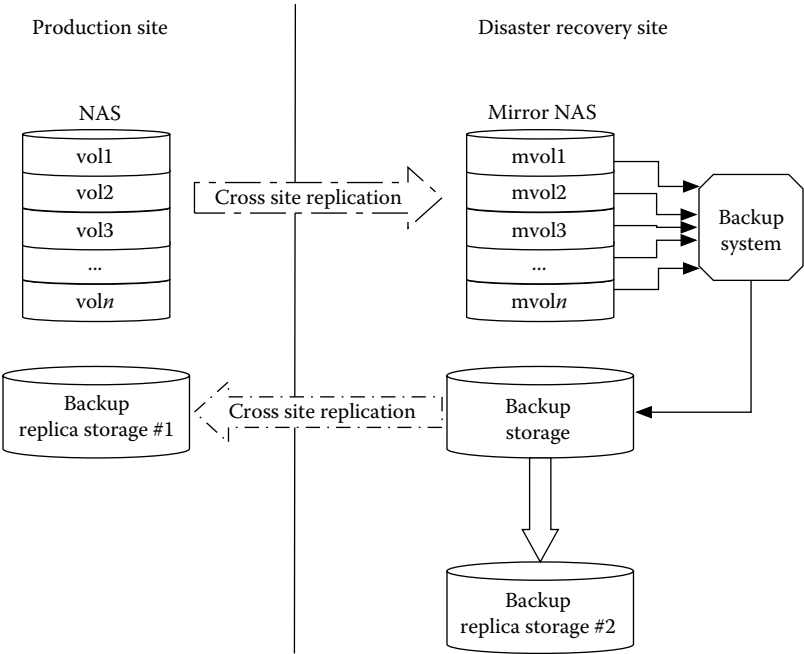 Production site
Disaster recovery site
NAS
vol1
vol2
vol3
...
voln
Cross site replication
Mirror NAS
mvol1
mvol2
mvol3
...
mvoln
Backup
system
Backup
replica storage #1
Cross site replication
Backup
storage
Backup
replica storage #2